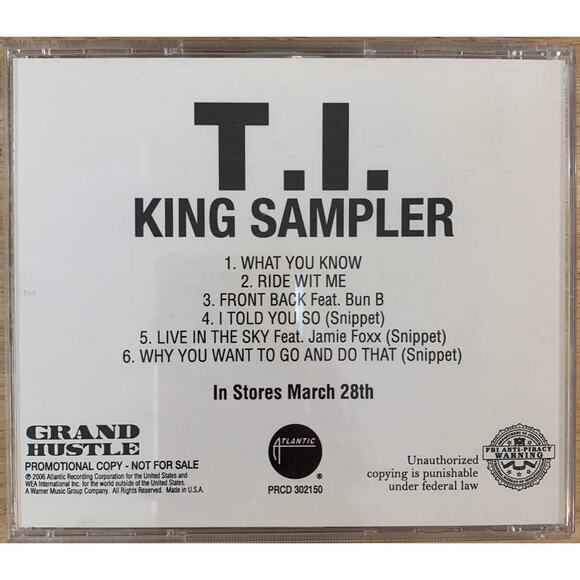 T.I.
KING SAMPLER
1. WHAT YOU KNOW
2. RIDE WIT ME
3. FRONT BACK Feat. Bun B
4. I TOLD YOU SO (Snippet)
5. LIVE IN THE SKY Feat. Jamie Foxx (Snippet)
6. WHY YOU WANT TO GO AND DO THAT (Snippet)
In Stores March 28th
GRAND
HUSTLE
PROMOTIONAL COPY - NOT FOR SALE
℗ 2006 Atlantic Recording Corporation for the United States and
WEA International Inc. for the world outside of the United States.
A Warner Music Group Company. All Rights Reserved. Made in U.S.A.
ATLANTIC
®
PRCD 302150
FBI ANTI-PIRACY
WARNING
Unauthorized
copying is punishable
under federal law